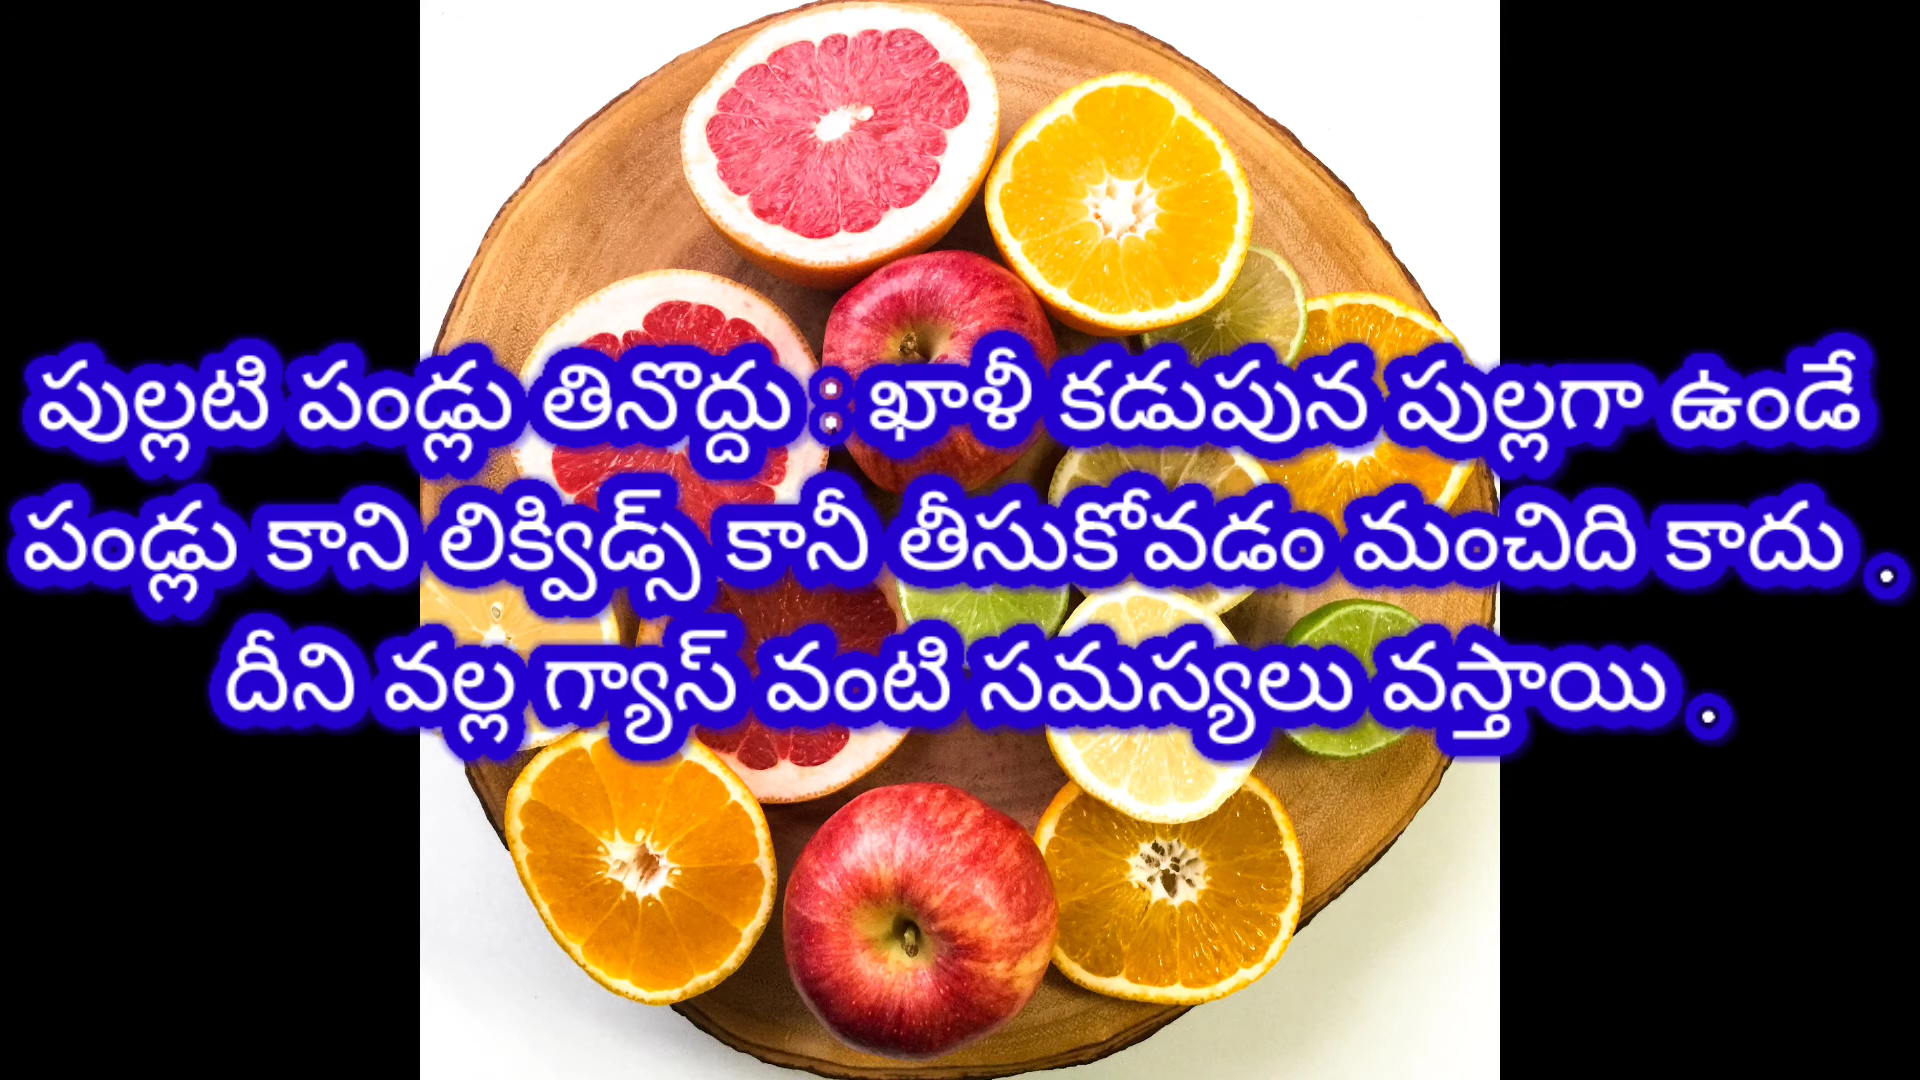 పుల్లటి పండ్లు తినొద్దు : ఖాళీ కడుపున పుల్లగా ఉండే
పండ్లు కాని లిక్విడ్స్ కానీ తీసుకోవడం మంచిది కాదు .
దీని వల్ల గ్యాస్ వంటి సమస్యలు వస్తాయి .